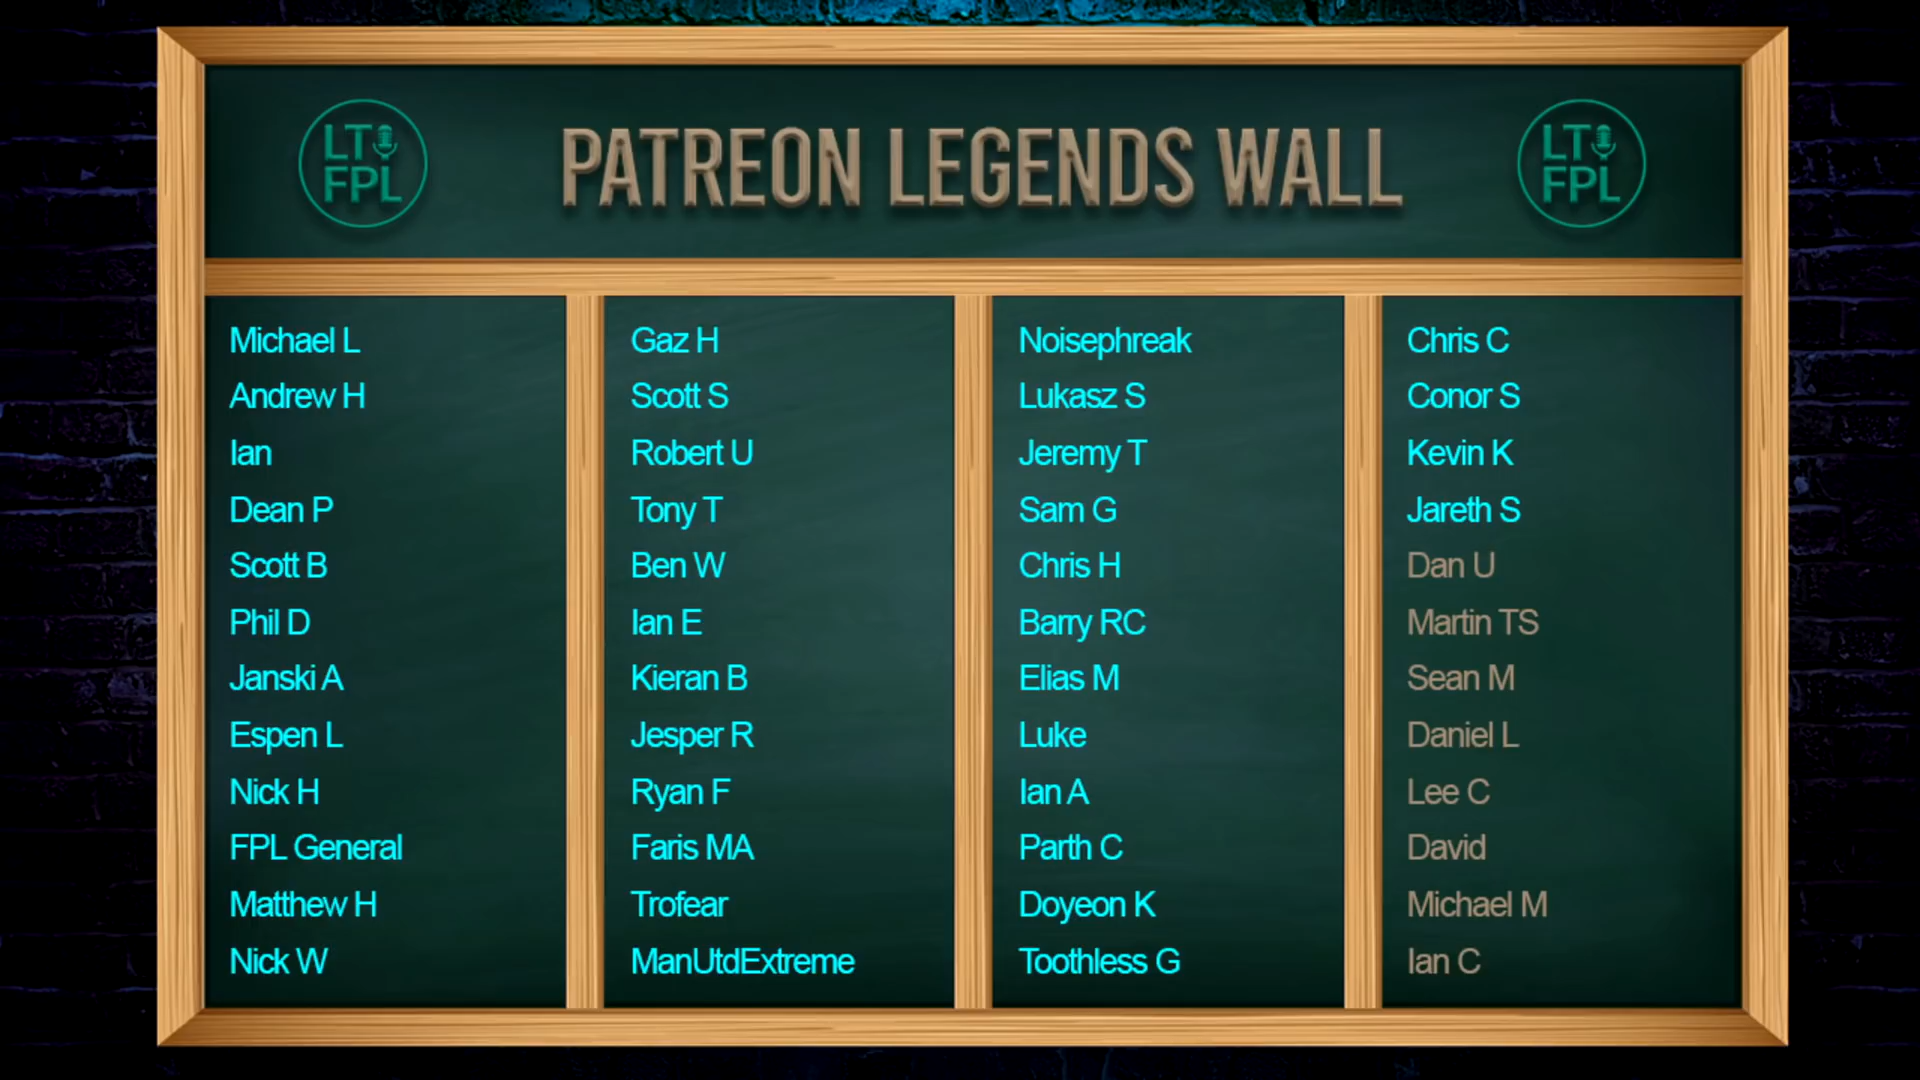 LT
FPL
PATREON LEGENDS WALL
LT
FPL
Michael L
Andrew H
Ian
Dean P
Scott B
Phil D
Janski A
Espen L
Nick H
FPL General
Matthew H
Nick W
Gaz H
Scott S
Robert U
Tony T
Ben W
Ian E
Kieran B
Jesper R
Ryan F
Faris MA
Trofear
ManUtdExtreme
Noisephreak
Lukasz S
Jeremy T
Sam G
Chris H
Barry RC
Elias M
Luke
Ian A
Parth C
Doyeon K
Toothless G
Chris C
Conor S
Kevin K
Jareth S
Dan U
Martin TS
Sean M
Daniel L
Lee C
David
Michael M
Ian C